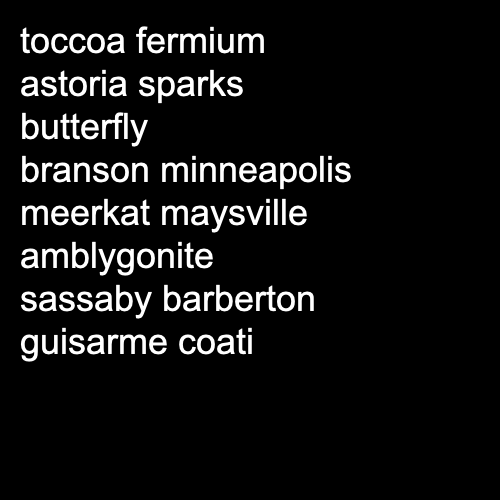 toccoa fermium
astoria sparks
butterfly
branson minneapolis
meerkat maysville
amblygonite
sassaby barberton
guisarme coati